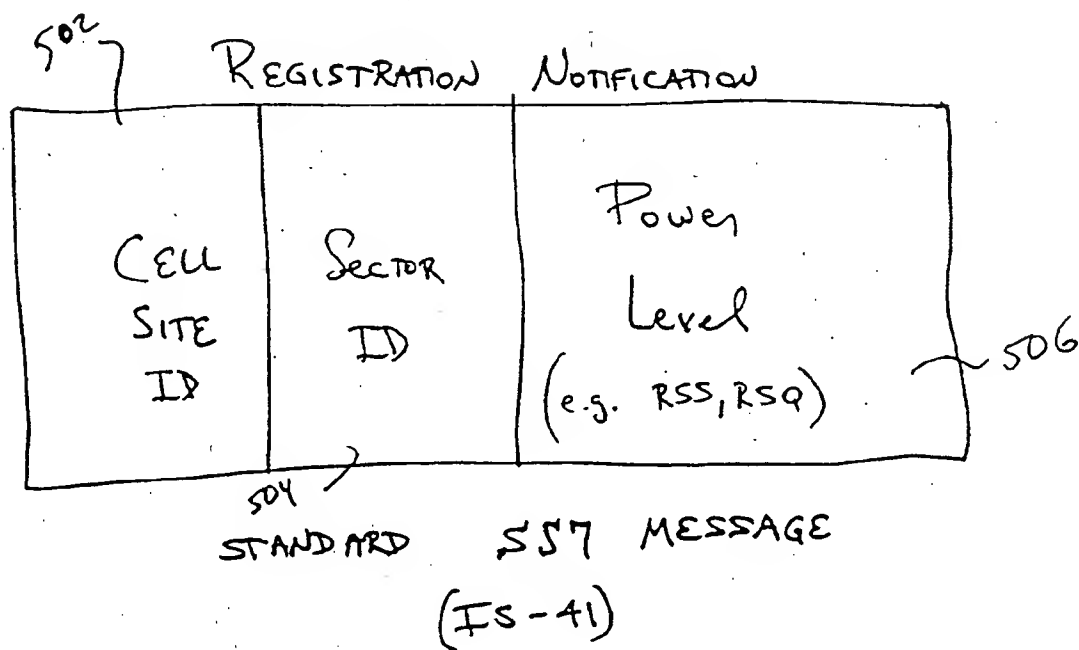 502
REGISTRATION NOTIFICATION
CELL
SITE
ID
SECTOR
ID
Power
Level
(e.g. RSS, RSQ)
506
504
STANDARD SS7 MESSAGE
(IS-41)